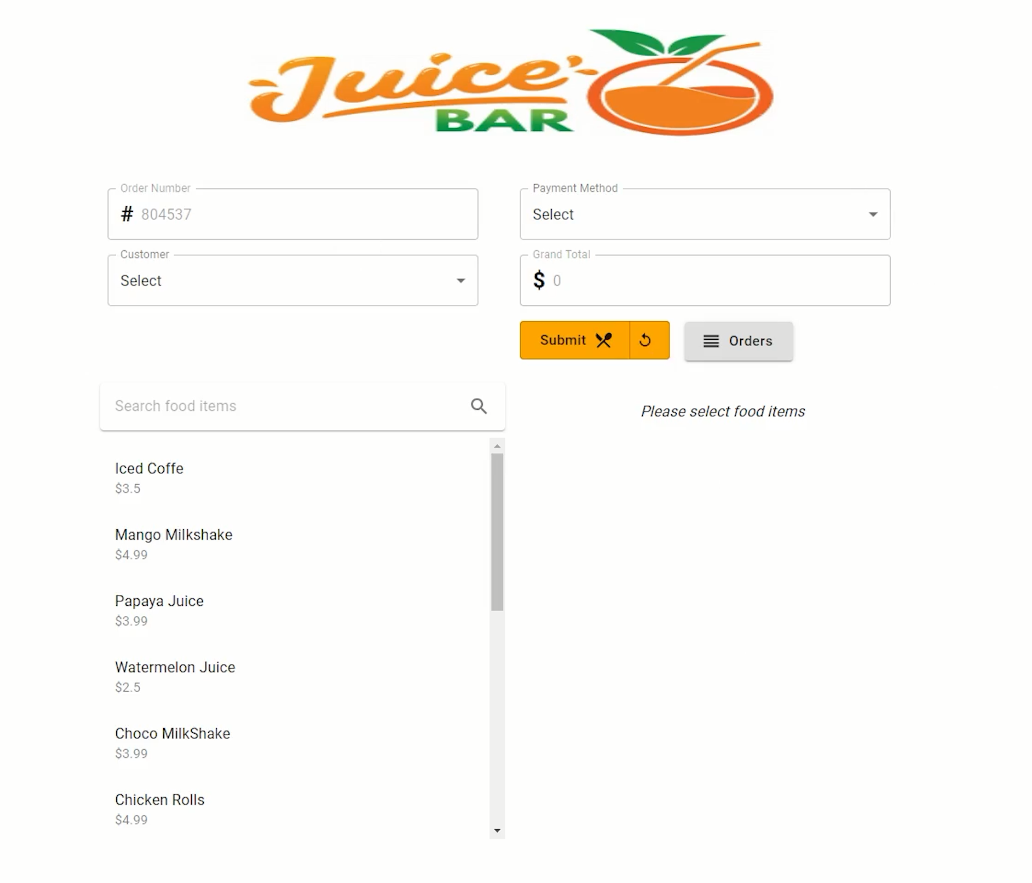 Juice
BAR
Order Number
# 804537
Payment Method
Select
Customer
Select
Grand Total
$ 0
Submit
Orders
Search food items
Please select food items
Iced Coffe
$3.5
Mango Milkshake
$4.99
Papaya Juice
$3.99
Watermelon Juice
$2.5
Choco MilkShake
$3.99
Chicken Rolls
$4.99